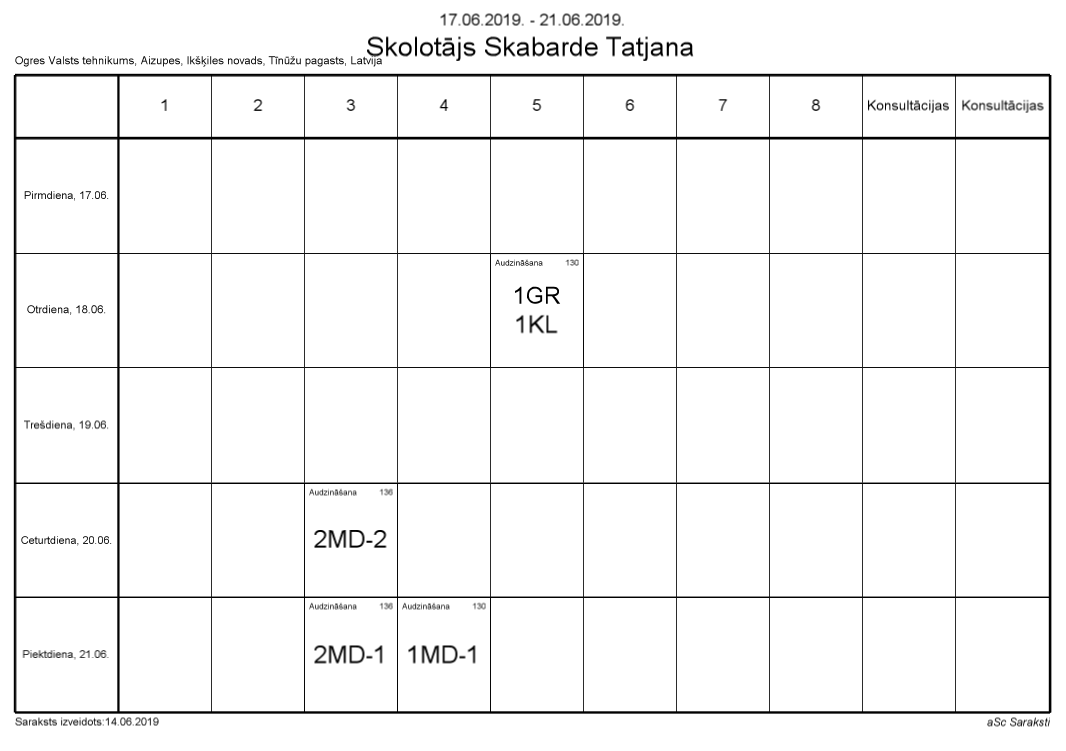 17.06.2019. - 21.06.2019.
Skolotājs Skabarde Tatjana
Ogres Valsts tehnikums, Aizupes, Ikšķiles novads, Tīnūžu pagasts, Latvija
1 2 3 4 5 6 7 8 Konsultācijas Konsultācijas
Pirmdiena, 17.06.
Otrdiena, 18.06.
Audzināšana 130
1GR
1KL
Trešdiena, 19.06.
Ceturtdiena, 20.06.
Audzināšana 136
2MD-2
Piektdiena, 21.06.
Audzināšana 136
2MD-1
Audzināšana 130
1MD-1
Saraksts izveidots:14.06.2019
aSc Saraksti